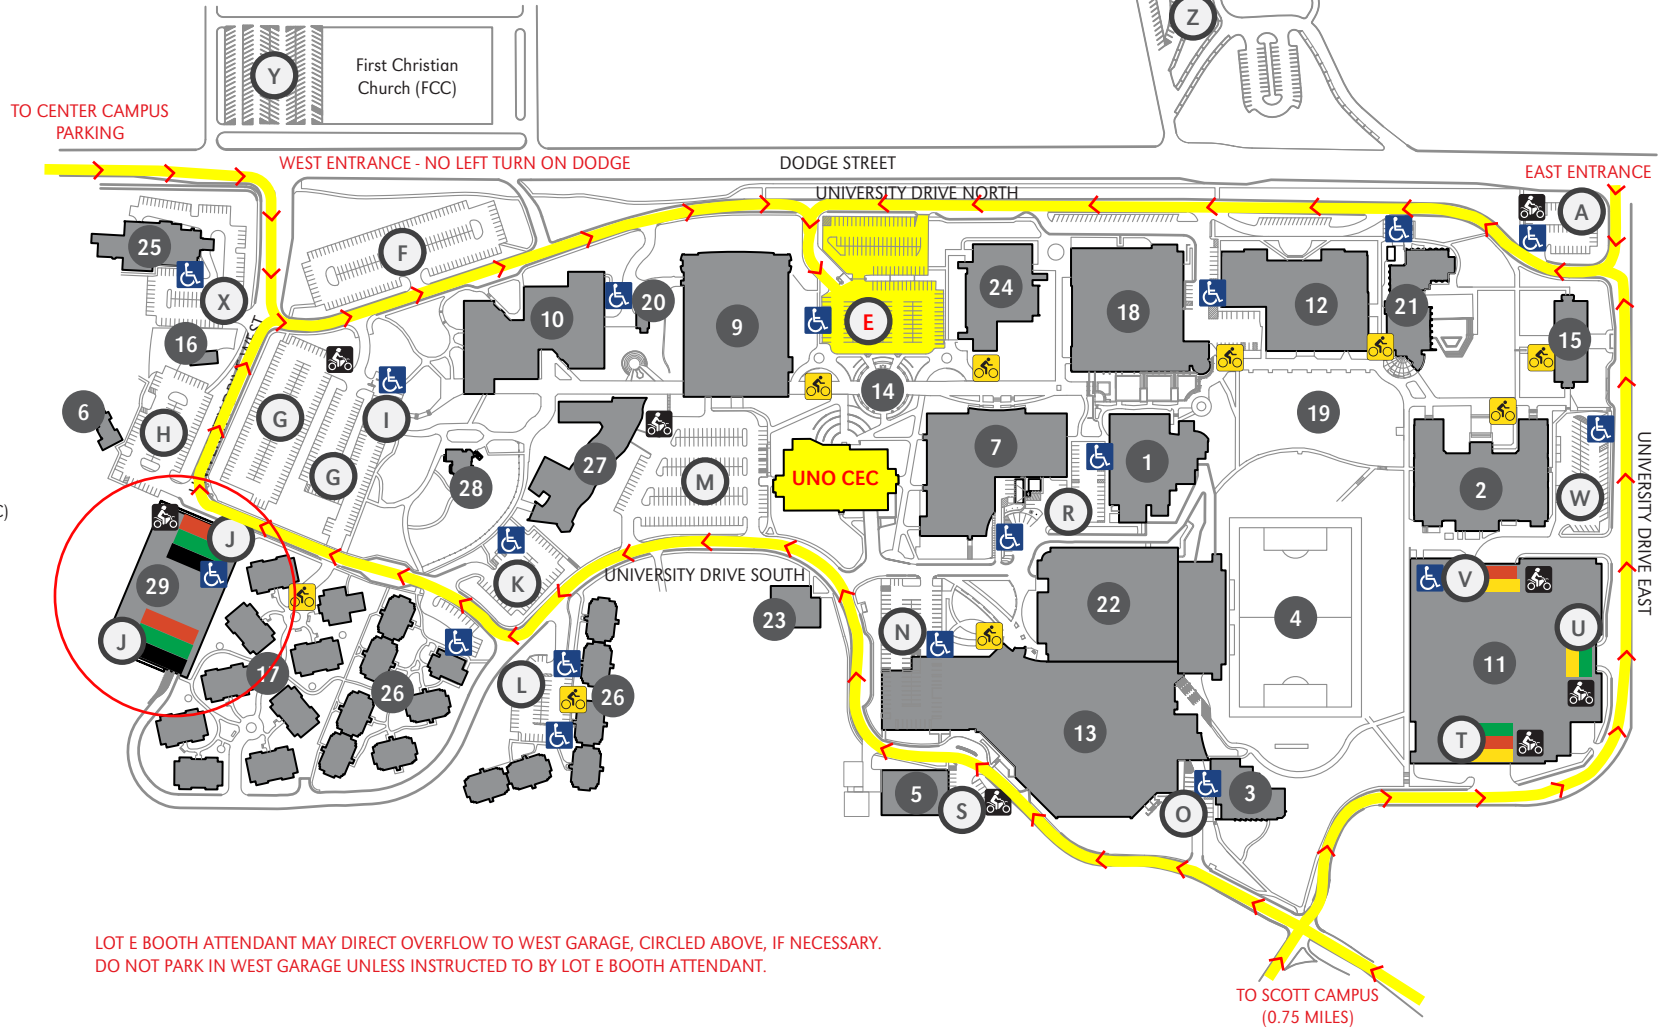 Z
Y
First Christian
Church (FCC)
TO CENTER CAMPUS
PARKING
WEST ENTRANCE - NO LEFT TURN ON DODGE
DODGE STREET
EAST ENTRANCE
UNIVERSITY DRIVE NORTH
A
25
F
X
24
20
10
9
E
18
12
21
15
16
WEST
6
H
G
I
14
19
7
1
27
M
UNO CEC
28
G
R
2
W
UNIVERSITY DRIVE EAST
C)
J
29
K
UNIVERSITY DRIVE SOUTH
V
22
4
23
N
U
J
17
26
L
26
11
13
T
5
S
O
3
LOT E BOOTH ATTENDANT MAY DIRECT OVERFLOW TO WEST GARAGE, CIRCLED ABOVE, IF NECESSARY.
DO NOT PARK IN WEST GARAGE UNLESS INSTRUCTED TO BY LOT E BOOTH ATTENDANT.
TO SCOTT CAMPUS
(0.75 MILES)